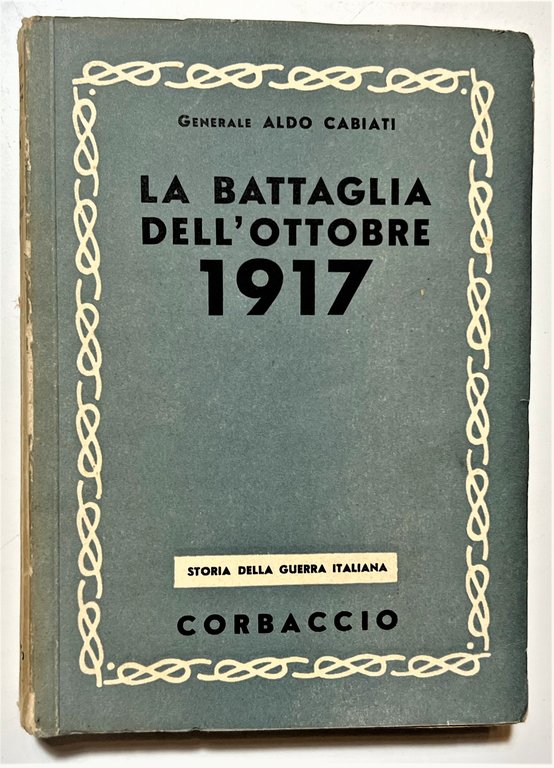 Generale ALDO CABIATI
LA BATTAGLIA
DELL'OTTOBRE
1917
STORIA DELLA GUERRA ITALIANA
CORBACCIO